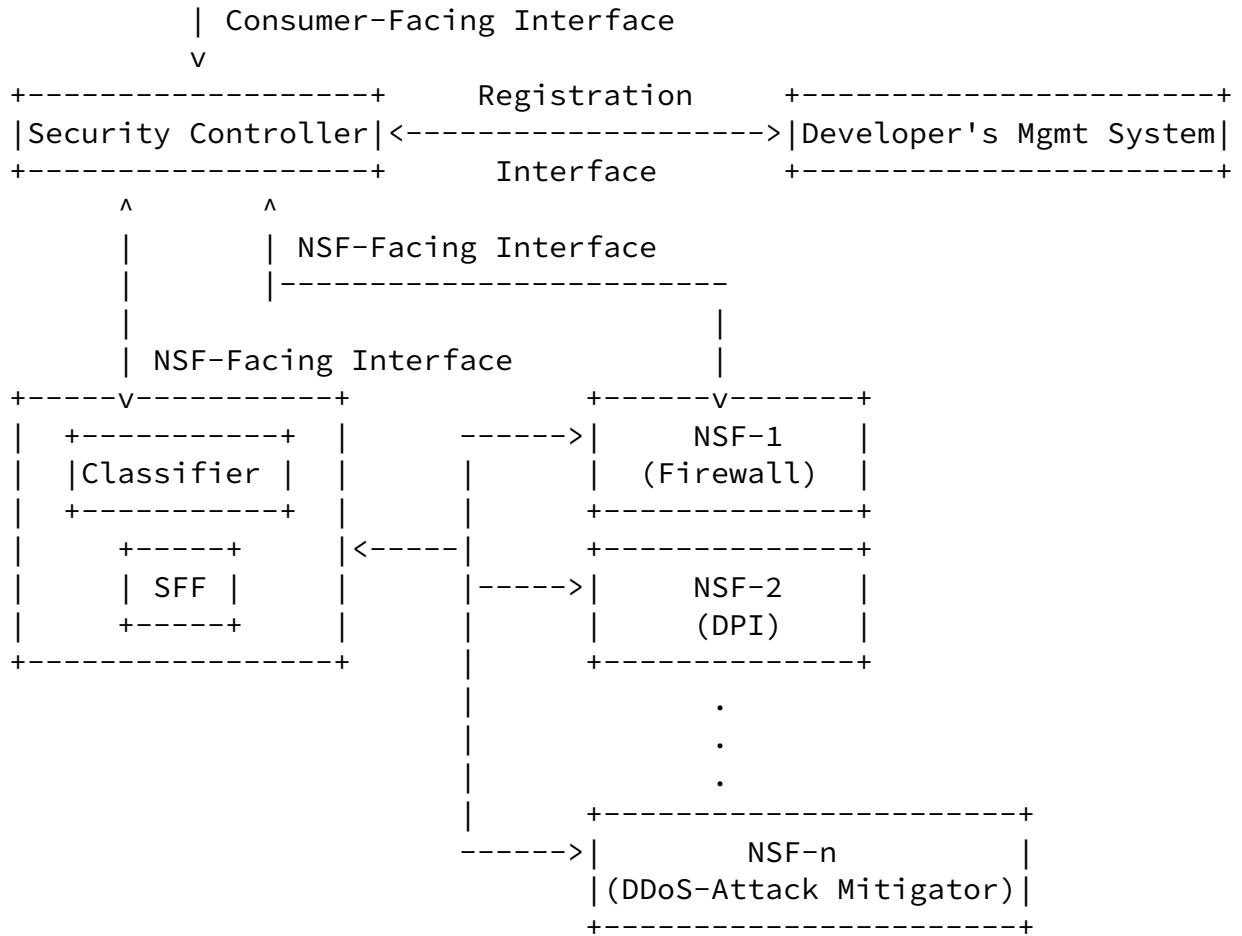 Consumer-Facing Interface
Registration
Security Controller Developer's Mgmt System
Interface
NSF-Facing Interface
NSF-Facing Interface
NSF-1
Classifier (Firewall)
SFF NSF-2
(DPI)
.
.
.
NSF-n
(DDoS-Attack Mitigator)